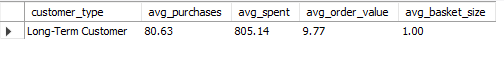 customer_type avg_purchases avg_spent avg_order_value avg_basket_size
Long-Term Customer 80.63 805.14 9.77 1.00